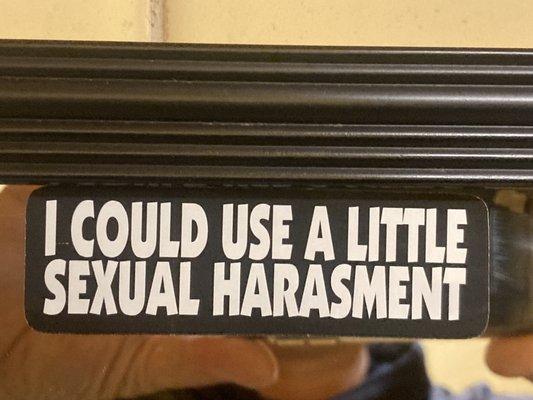 I COULD USE A LITTLE
SEXUAL HARASMENT